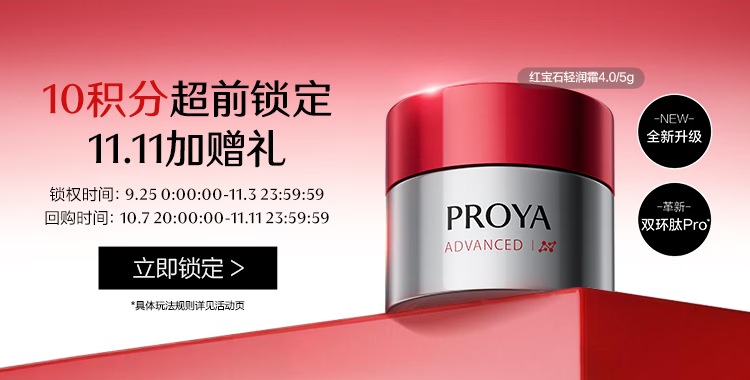 10积分超前锁定
11.11加赠礼
锁权时间：9.25 0:00:00-11.3 23:59:59
回购时间：10.7 20:00:00-11.11 23:59:59
立即锁定 >
*具体玩法规则详见活动页
红宝石轻润霜4.0/5g
-NEW-
全新升级
-革新-
双环肽Pro*
PROYA
ADVANCED